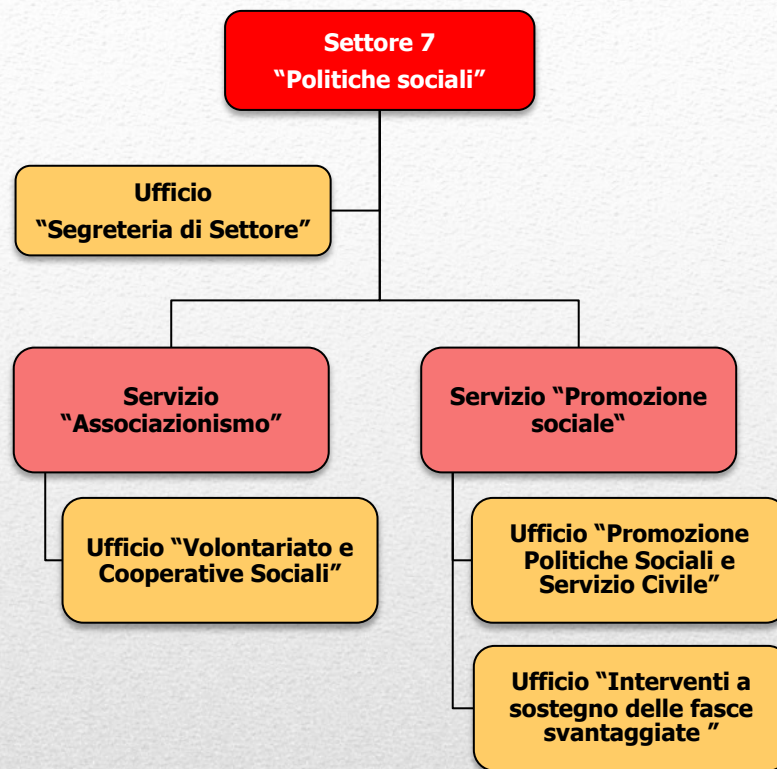 Settore 7
“Politiche sociali”
Ufficio
“Segreteria di Settore”
Servizio
“Associazionismo”
Servizio “Promozione
sociale“
Ufficio “Volontariato e
Cooperative Sociali”
Ufficio “Promozione
Politiche Sociali e
Servizio Civile”
Ufficio “Interventi a
sostegno delle fasce
svantaggiate ”